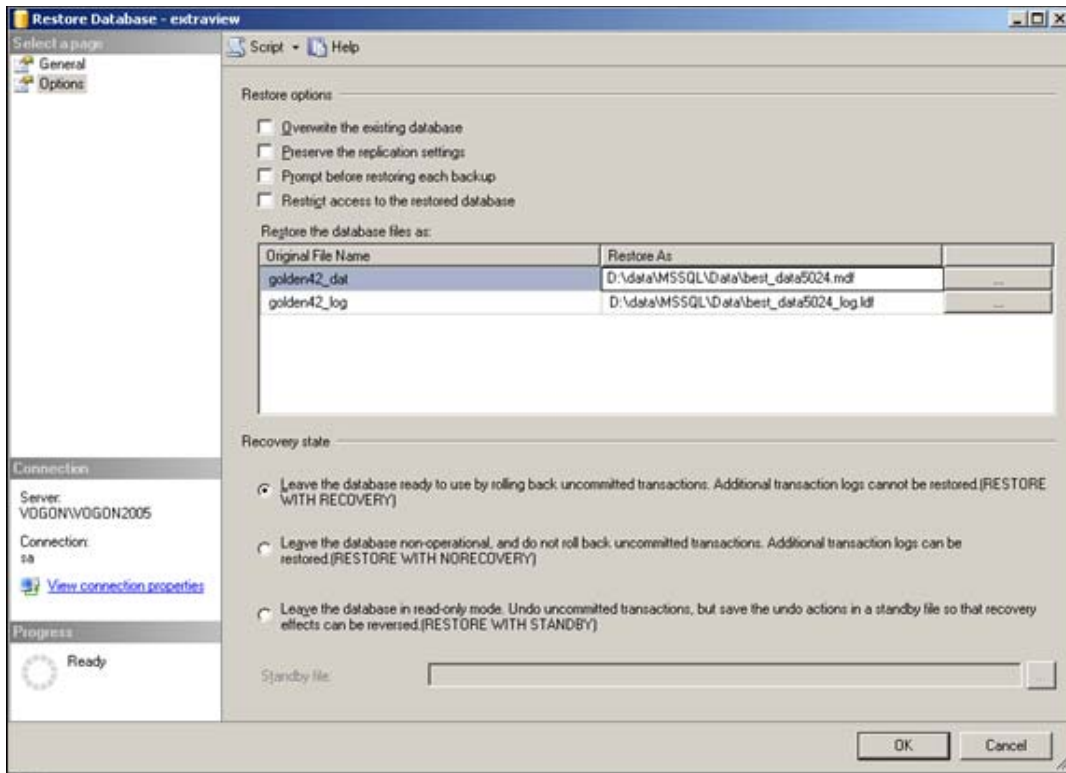 Restore Database - extraview
Select a page
General
Options
Script
Help
Restore options
Overwrite the existing database
Preserve the replication settings
Prompt before restoring each backup
Restrict access to the restored database
Restore the database files as:
Original File Name Restore As
golden42_dat D:\data\MSSQL\Data\best_data5024.mdf ...
golden42_log D:\data\MSSQL\Data\best_data5024_log.ldf ...
Recovery state
Leave the database ready to use by rolling back uncommitted transactions. Additional transaction logs cannot be restored.(RESTORE
WITH RECOVERY)
Leave the database non-operational, and do not roll back uncommitted transactions. Additional transaction logs can be
restored.(RESTORE WITH NORECOVERY)
Leave the database in read-only mode. Undo uncommitted transactions, but save the undo actions in a standby file so that recovery
effects can be reversed.(RESTORE WITH STANDBY)
Standby file:
...
Connection
Server:
VOGON\VOGON2005
Connection:
sa
View connection properties
Progress
Ready
OK
Cancel